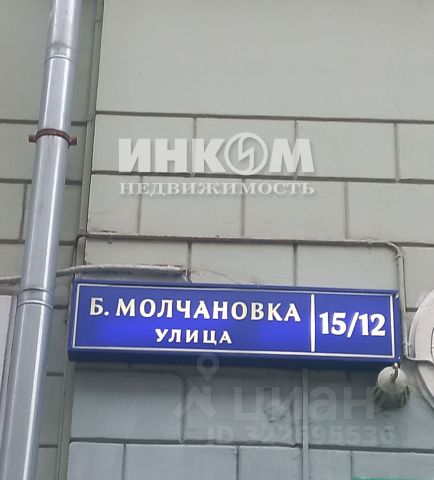 ИНКОМ
НЕДВИЖИМОСТЬ
Б. МОЛЧАНОВКА
УЛИЦА
15/12
циан